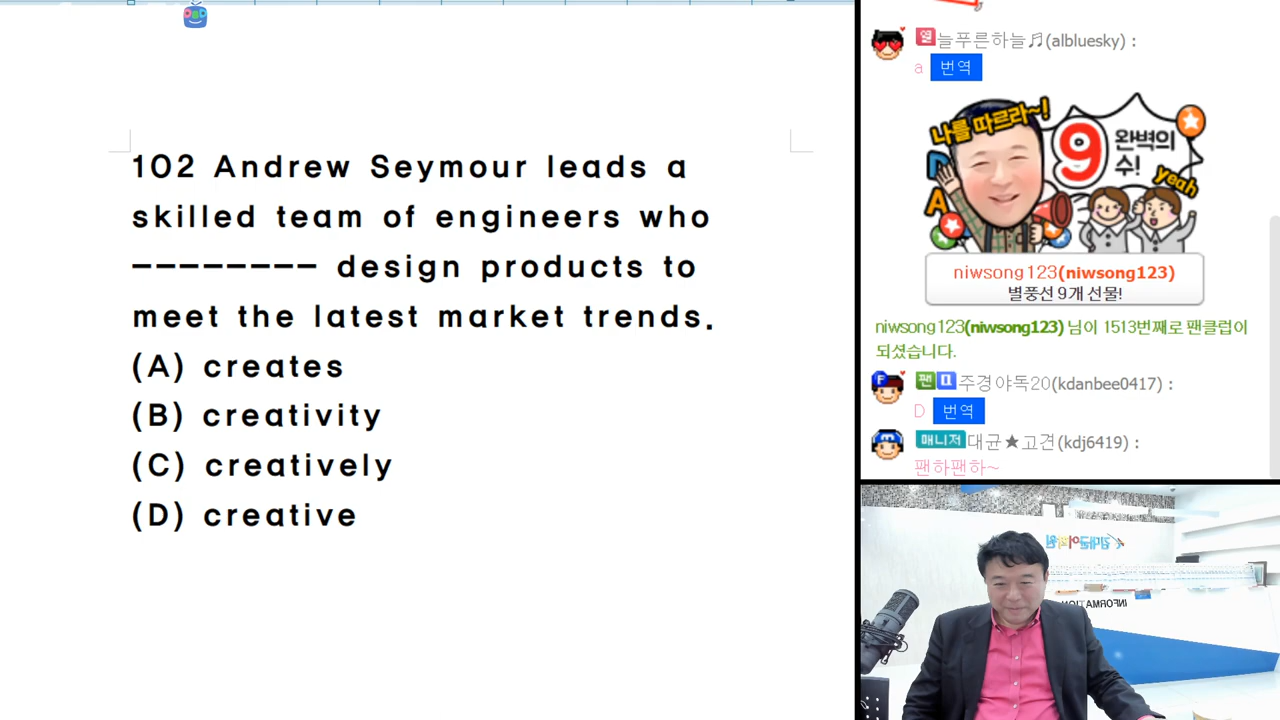 102 Andrew Seymour leads a
skilled team of engineers who
–––––––– design products to
meet the latest market trends.
(A) creates
(B) creativity
(C) creatively
(D) creative
열 늘푸른하늘♬(albluesky) :
a 번역
나를 따르라~!
9 완벽의
수!
yeah
niwsong123(niwsong123)
별풍선 9개 선물!
niwsong123(niwsong123) 님이 1513번째로 팬클럽이
되셨습니다.
팬 주경야독20(kdanbee0417) :
D 번역
매니저 대균★고견(kdj6419) :
팬하팬하~
INFORMATION